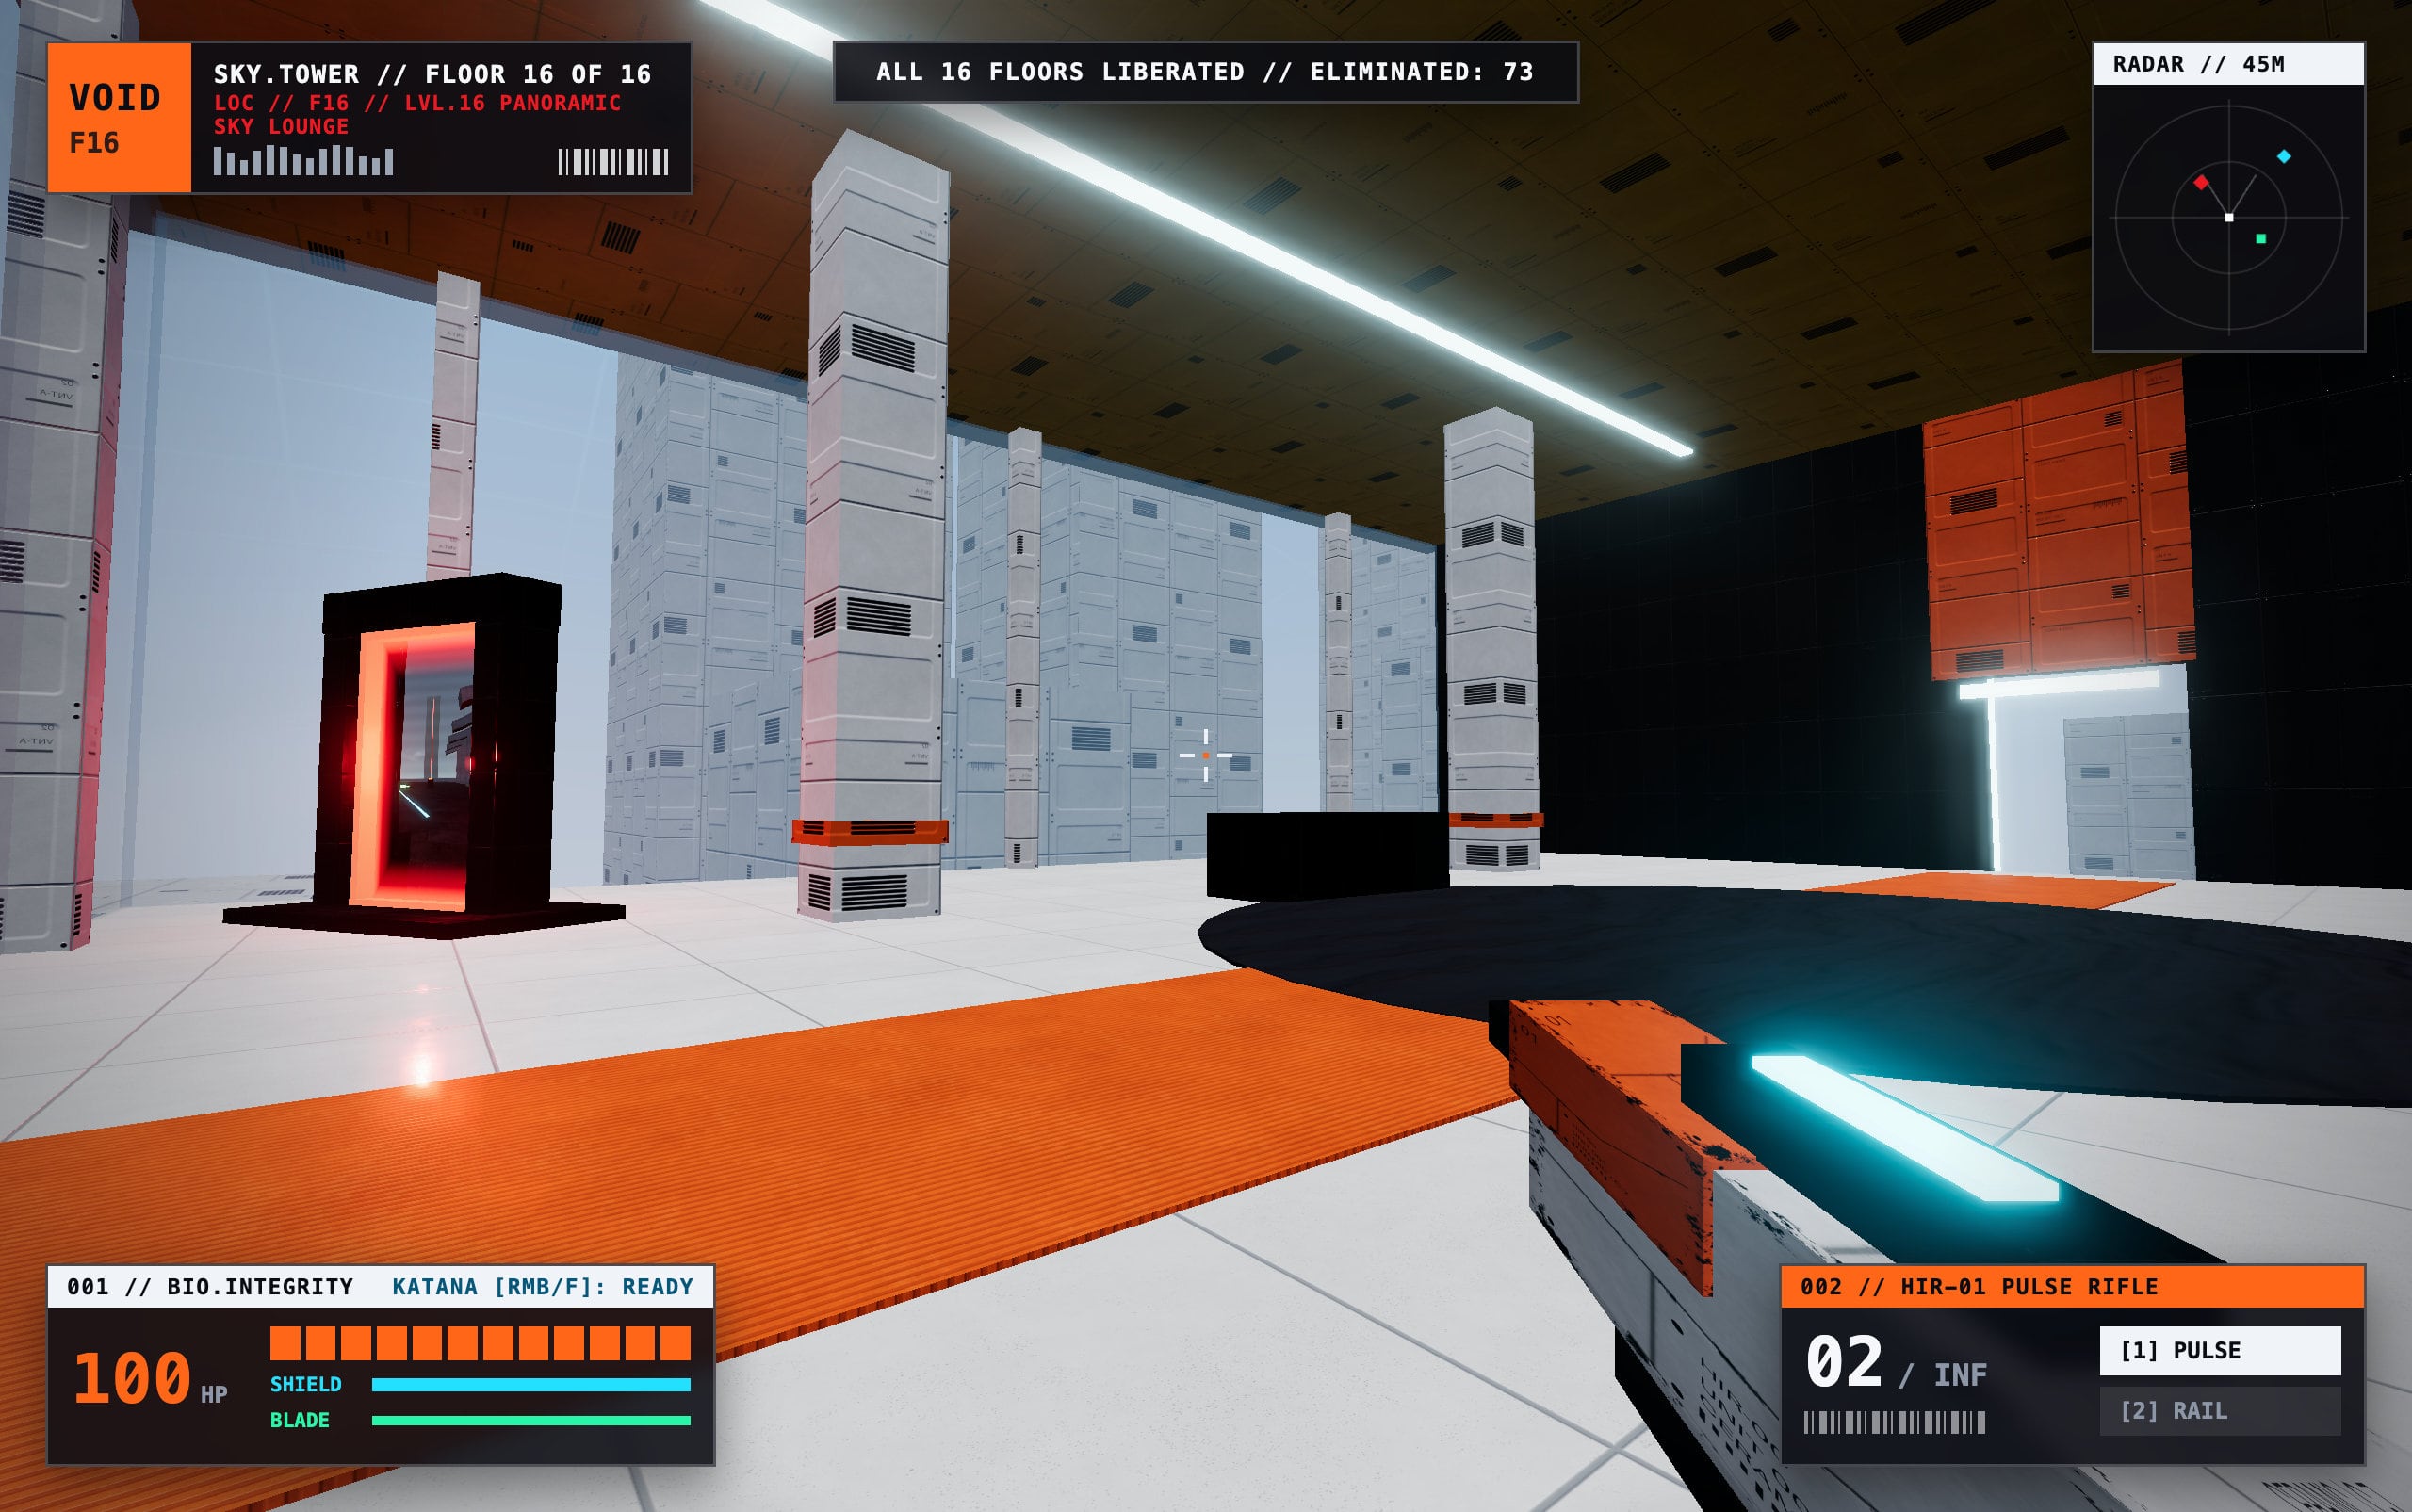 VOID
F16
SKY.TOWER // FLOOR 16 OF 16
LOC // F16 // LVL.16 PANORAMIC
SKY LOUNGE
ALL 16 FLOORS LIBERATED // ELIMINATED: 73
RADAR // 45M
001 // BIO.INTEGRITY
KATANA [RMB/F]: READY
100 HP
SHIELD
BLADE
002 // HIR-01 PULSE RIFLE
02 / INF
[1] PULSE
[2] RAIL